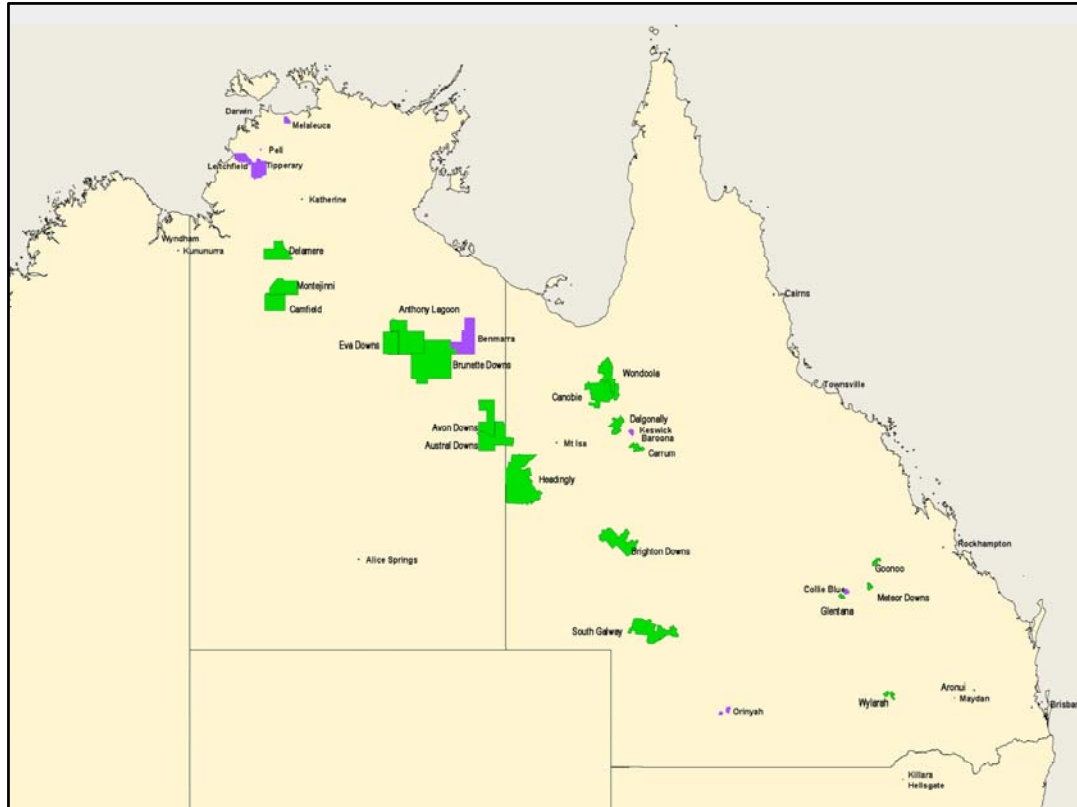 Darwin
Melaleuca
Pell
Leitchfield
Tipperary
Katherine
Wyndham
Kununurra
Delamere
Montejinni
Camfield
Cairns
Anthony Lagoon
Eva Downs
Benmarra
Brunette Downs
Wondoola
Townsville
Canobie
Dalgonally
Avon Downs
Keswick
Baroona
Austral Downs
Mt Isa
Carrum
Headingly
Rockhampton
Brighton Downs
Alice Springs
Goonoo
Collie Blue
Meteor Downs
Glentana
South Galway
Aronui
Wylarah
Maydan
Brisban
Orinyah
Killara
Hellsgate